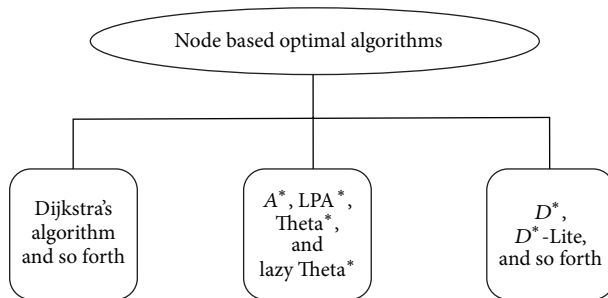 Node based optimal algorithms
Dijkstra's
algorithm
and so forth
A*, LPA*,
Theta*,
and
lazy Theta*
D*,
D*-Lite,
and so forth